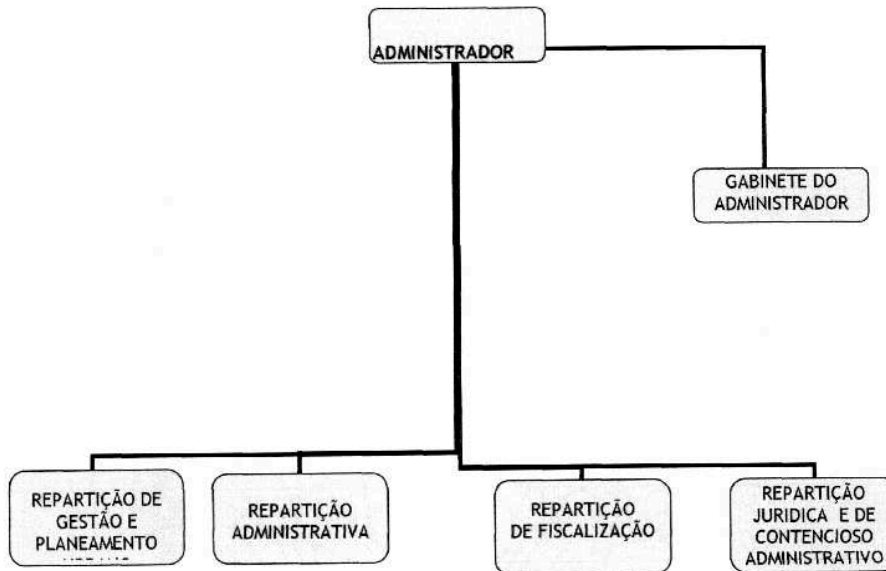 ADMINISTRADOR
GABINETE DO
ADMINISTRADOR
REPARTIÇÃO DE
GESTÃO E
PLANEAMENTO
REPARTIÇÃO
ADMINISTRATIVA
REPARTIÇÃO
DE FISCALIZAÇÃO
REPARTIÇÃO
JURIDICA E DE
CONTENCIOSO
ADMINISTRATIVO